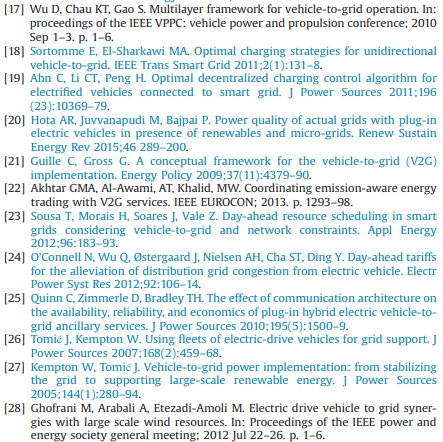 [17] Wu D, Chau KT, Gao S. Multilayer framework for vehicle-to-grid operation. In:
proceedings of the IEEE VPPC: vehicle power and propulsion conference; 2010
Sep 1–3. p. 1–6.
[18] Sortomme E, El-Sharkawi MA. Optimal charging strategies for unidirectional
vehicle-to-grid. IEEE Trans Smart Grid 2011;2(1):131–8.
[19] Ahn C, Li CT, Peng H. Optimal decentralized charging control algorithm for
electrified vehicles connected to smart grid. J Power Sources 2011;196
(23):10369–79.
[20] Hota AR, Juvvanapudi M, Bajpai P. Power quality of actual grids with plug-in
electric vehicles in presence of renewables and micro-grids. Renew Sustain
Energy Rev 2015;46 289–200.
[21] Guille C, Gross G. A conceptual framework for the vehicle-to-grid (V2G)
implementation. Energy Policy 2009;37(11):4379–90.
[22] Akhtar GMA, Al-Awami, AT, Khalid, MW. Coordinating emission-aware energy
trading with V2G services. IEEE EUROCON; 2013. p. 1293–98.
[23] Sousa T, Morais H, Soares J, Vale Z. Day-ahead resource scheduling in smart
grids considering vehicle-to-grid and network constraints. Appl Energy
2012;96:183–93.
[24] O'Connell N, Wu Q, Østergaard J, Nielsen AH, Cha ST, Ding Y. Day-ahead tariffs
for the alleviation of distribution grid congestion from electric vehicle. Electr
Power Syst Res 2012;92:106–14.
[25] Quinn C, Zimmerle D, Bradley TH. The effect of communication architecture on
the availability, reliability, and economics of plug-in hybrid electric vehicle-to-
grid ancillary services. J Power Sources 2010;195(5):1500–9.
[26] Tomić J, Kempton W. Using fleets of electric-drive vehicles for grid support. J
Power Sources 2007;168(2):459–68.
[27] Kempton W, Tomić J. Vehicle-to-grid power implementation: from stabilizing
the grid to supporting large-scale renewable energy. J Power Sources
2005;144(1):280–94.
[28] Ghofrani M, Arabali A, Etezadi-Amoli M. Electric drive vehicle to grid syner-
gies with large scale wind resources. In: Proceedings of the IEEE power and
energy society general meeting; 2012 Jul 22–26. p. 1–6.